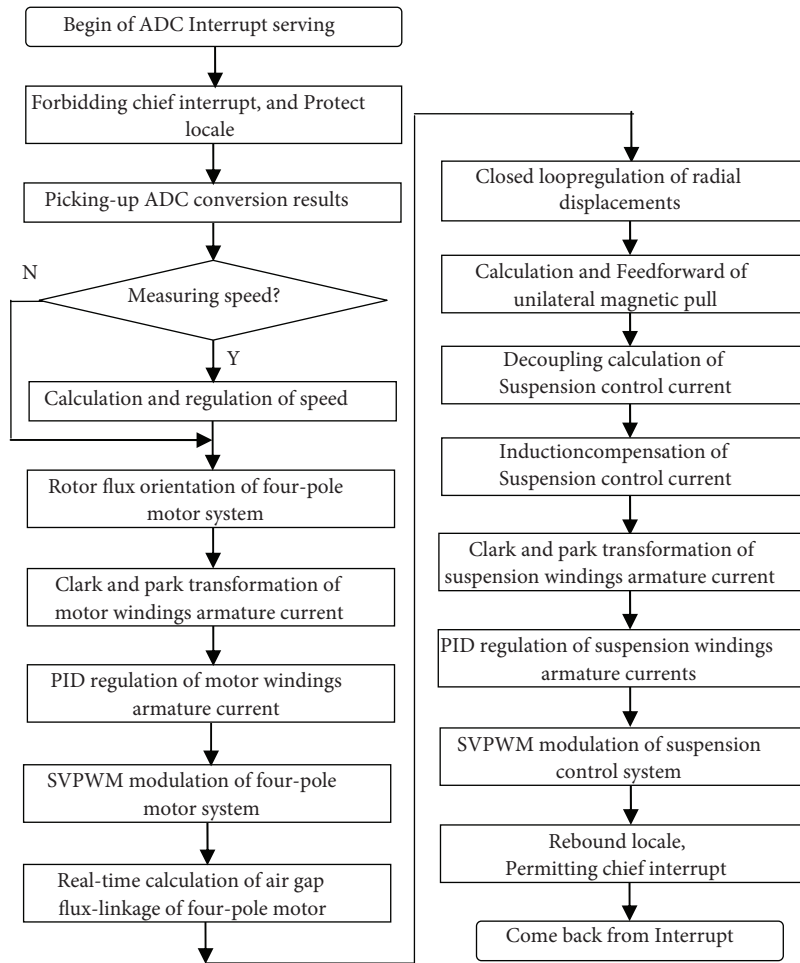 Begin of ADC Interrupt serving
Forbidding chief interrupt, and Protect
locale
Picking-up ADC conversion results
N
Measuring speed?
Y
Calculation and regulation of speed
Rotor flux orientation of four-pole
motor system
Clark and park transformation of
motor windings armature current
PID regulation of motor windings
armature current
SVPWM modulation of four-pole
motor system
Real-time calculation of air gap
flux-linkage of four-pole motor
Closed loopregulation of radial
displacements
Calculation and Feedforward of
unilateral magnetic pull
Decoupling calculation of
Suspension control current
Inductioncompensation of
Suspension control current
Clark and park transformation of
suspension windings armature current
PID regulation of suspension windings
armature currents
SVPWM modulation of suspension
control system
Rebound locale,
Permitting chief interrupt
Come back from Interrupt